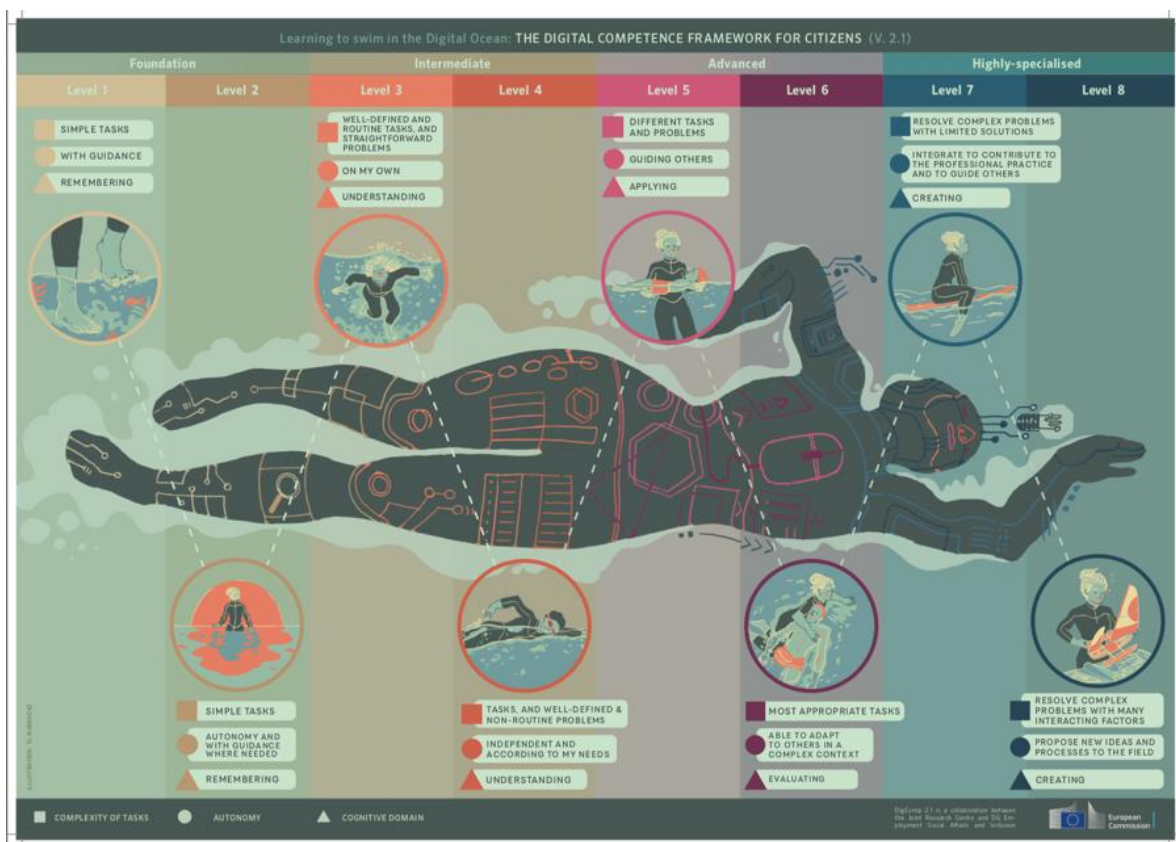 Learning to swim in the Digital Ocean: THE DIGITAL COMPETENCE FRAMEWORK FOR CITIZENS (V. 2.1)
Foundation
Intermediate
Advanced
Highly-specialised
Level 1
Level 2
Level 3
Level 4
Level 5
Level 6
Level 7
Level 8
SIMPLE TASKS
WITH GUIDANCE
REMEMBERING
WELL-DEFINED AND
ROUTINE TASKS, AND
STRAIGHTFORWARD
PROBLEMS
ON MY OWN
UNDERSTANDING
DIFFERENT TASKS
AND PROBLEMS
GUIDING OTHERS
APPLYING
RESOLVE COMPLEX PROBLEMS
WITH LIMITED SOLUTIONS
INTEGRATE TO CONTRIBUTE TO
THE PROFESSIONAL PRACTICE
AND TO GUIDE OTHERS
CREATING
SIMPLE TASKS
AUTONOMY AND
WITH GUIDANCE
WHERE NEEDED
REMEMBERING
TASKS, AND WELL-DEFINED &
NON-ROUTINE PROBLEMS
INDEPENDENT AND
ACCORDING TO MY NEEDS
UNDERSTANDING
MOST APPROPRIATE TASKS
ABLE TO ADAPT
TO OTHERS IN A
COMPLEX CONTEXT
EVALUATING
RESOLVE COMPLEX
PROBLEMS WITH MANY
INTERACTING FACTORS
PROPOSE NEW IDEAS AND
PROCESSES TO THE FIELD
CREATING
COMPLEXITY OF TASKS
AUTONOMY
COGNITIVE DOMAIN
DigComp 2.1 is a collaboration between
the Joint Research Centre and DG Em-
ployment Social Affairs and Inclusion
European
Commission